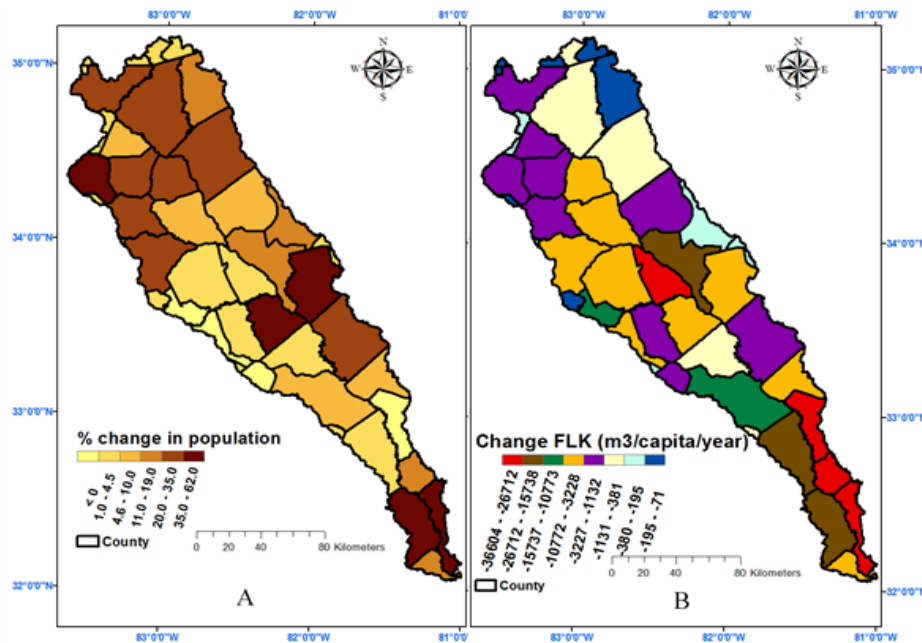 83°0'0"W 82°0'0"W 81°0'0"W
N
W E
S
35°0'0"N
34°0'0"N
33°0'0"N
32°0'0"N
% change in population
< 0
1.0 - 4.5
4.6 - 10.0
11.0 - 19.0
20.0 - 35.0
35.0 - 62.0
County
0 20 40 80 Kilometers
A
83°0'0"W 82°0'0"W 81°0'0"W
83°0'0"W 82°0'0"W 81°0'0"W
N
W E
S
35°0'0"N
34°0'0"N
33°0'0"N
32°0'0"N
Change FLK (m3/capita/year)
-36604 - -26712
-26712 - -15738
-15737 - -10773
-10772 - -3228
-3227 - -1132
-1131 - -381
-380 - -195
-195 - -71
County
0 20 40 80 Kilometers
B
83°0'0"W 82°0'0"W 81°0'0"W